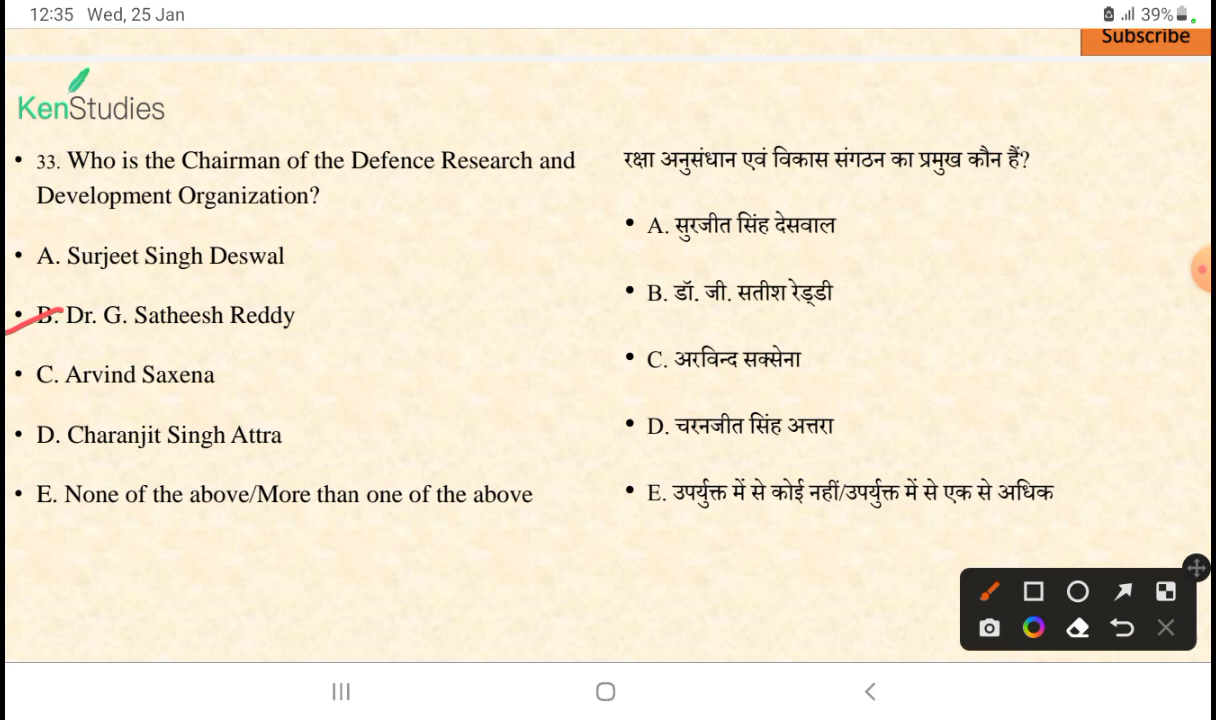 12:35 Wed, 25 Jan
39%
Subscribe
KenStudies
• 33. Who is the Chairman of the Defence Research and
Development Organization?
• A. Surjeet Singh Deswal
• B. Dr. G. Satheesh Reddy
• C. Arvind Saxena
• D. Charanjit Singh Attra
• E. None of the above/More than one of the above
रक्षा अनुसंधान एवं विकास संगठन का प्रमुख कौन हैं?
• A. सुरजीत सिंह देसवाल
• B. डॉ. जी. सतीश रेड्डी
• C. अरविन्द सक्सेना
• D. चरनजीत सिंह अत्तरा
• E. उपर्युक्त में से कोई नहीं/उपर्युक्त में से एक से अधिक